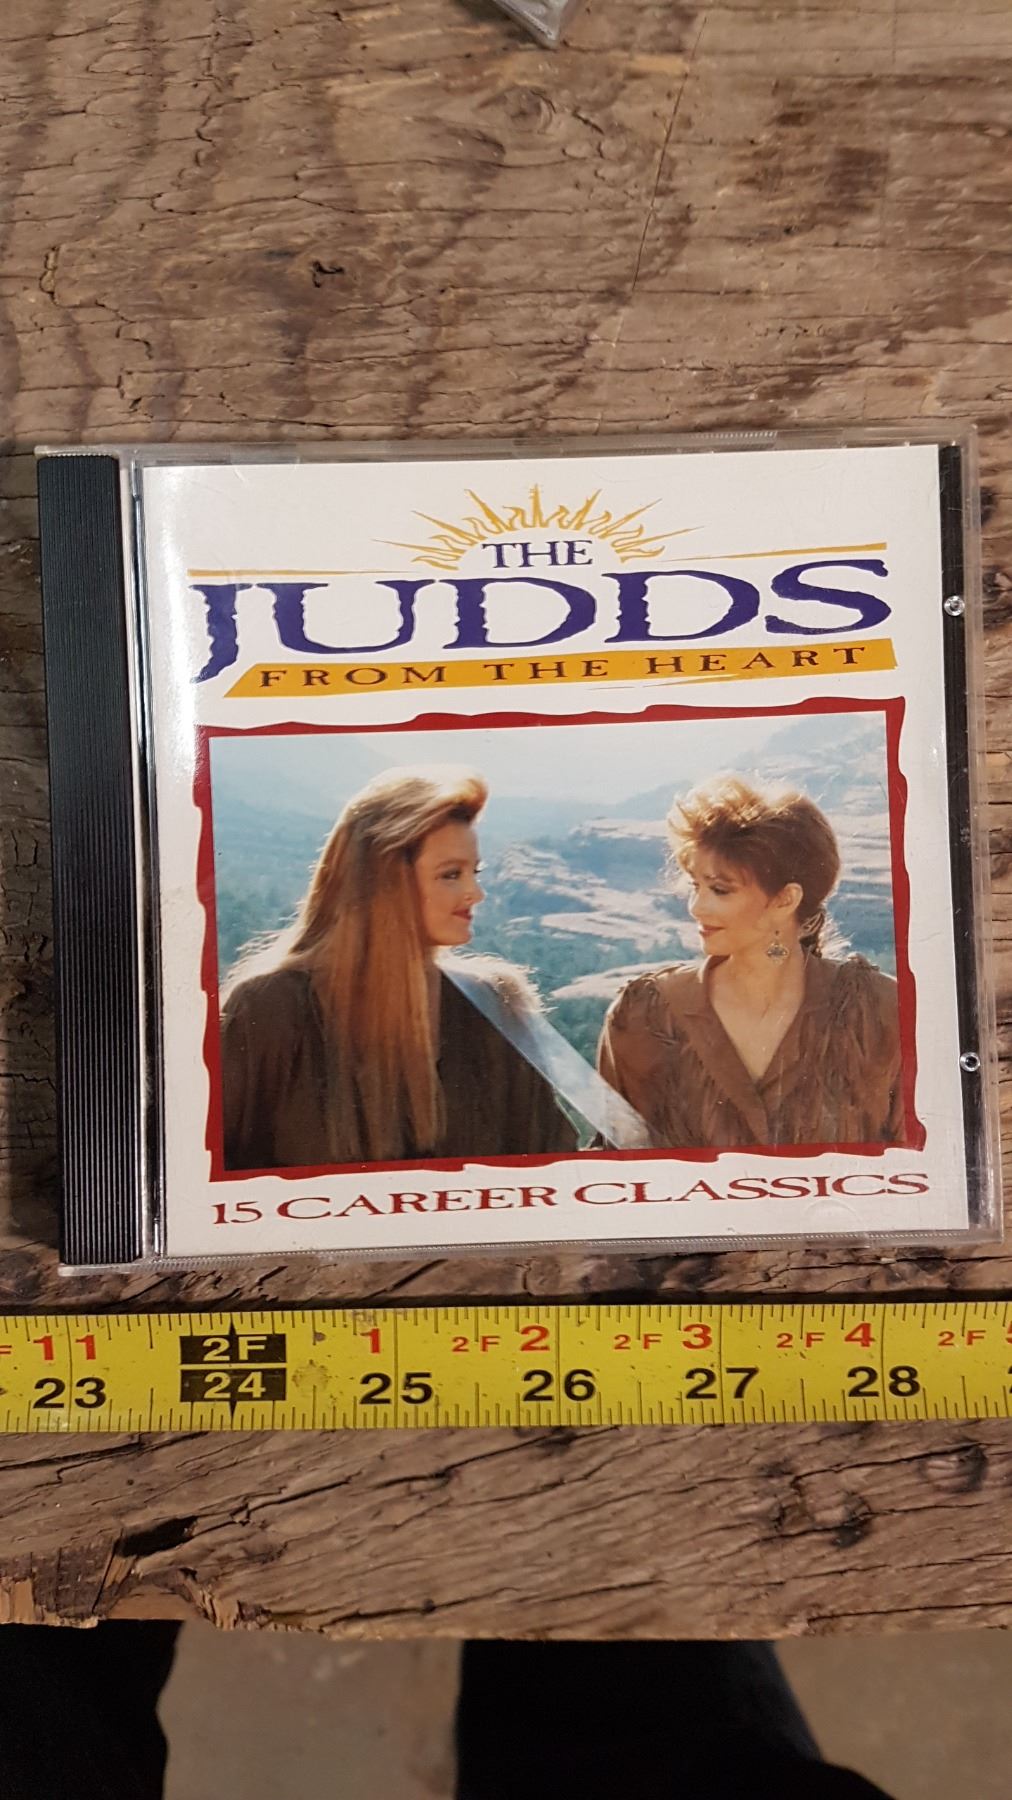 THE
JUDDS
FROM THE HEART
15 CAREER CLASSICS
11 2F 1 2F 2 2F 3 2F 4 2F
23 24 25 26 27 28